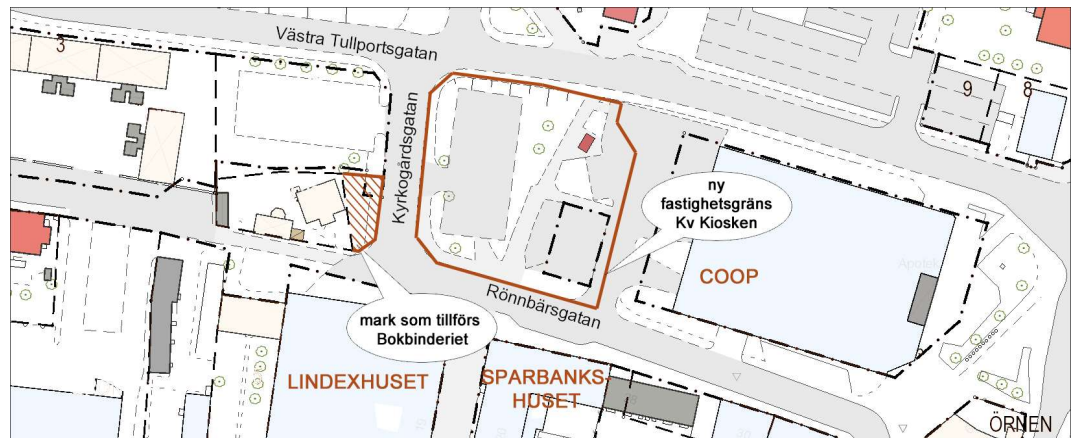 Västra Tullportsgatan
3
9
8
Kyrkogårdsgatan
ny
fastighetsgräns
Kv Kiosken
Apotek
COOP
Rönnbärsgatan
mark som tillförs
Bokbinderiet
LINDEXHUSET
SPARBANKS-
HUSET
ÖRNEN